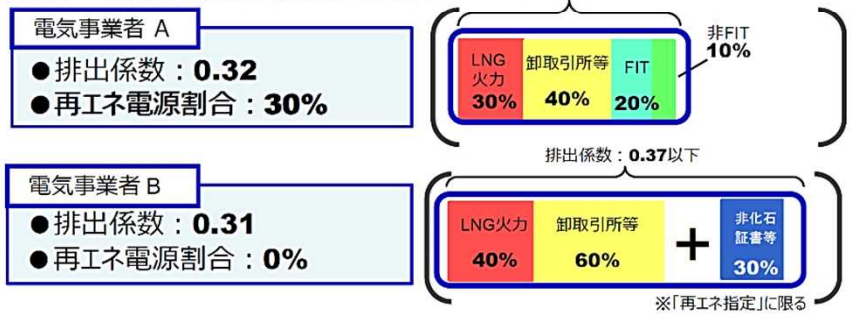 電気事業者 A
●排出係数：0.32
●再エネ電源割合：30%
LNG
火力
30%
卸取引所等
40%
FIT
20%
非FIT
10%
排出係数：0.37以下
電気事業者 B
●排出係数：0.31
●再エネ電源割合：0%
LNG火力
40%
卸取引所等
60%
+
非化石
証書等
30%
※「再エネ指定」に限る